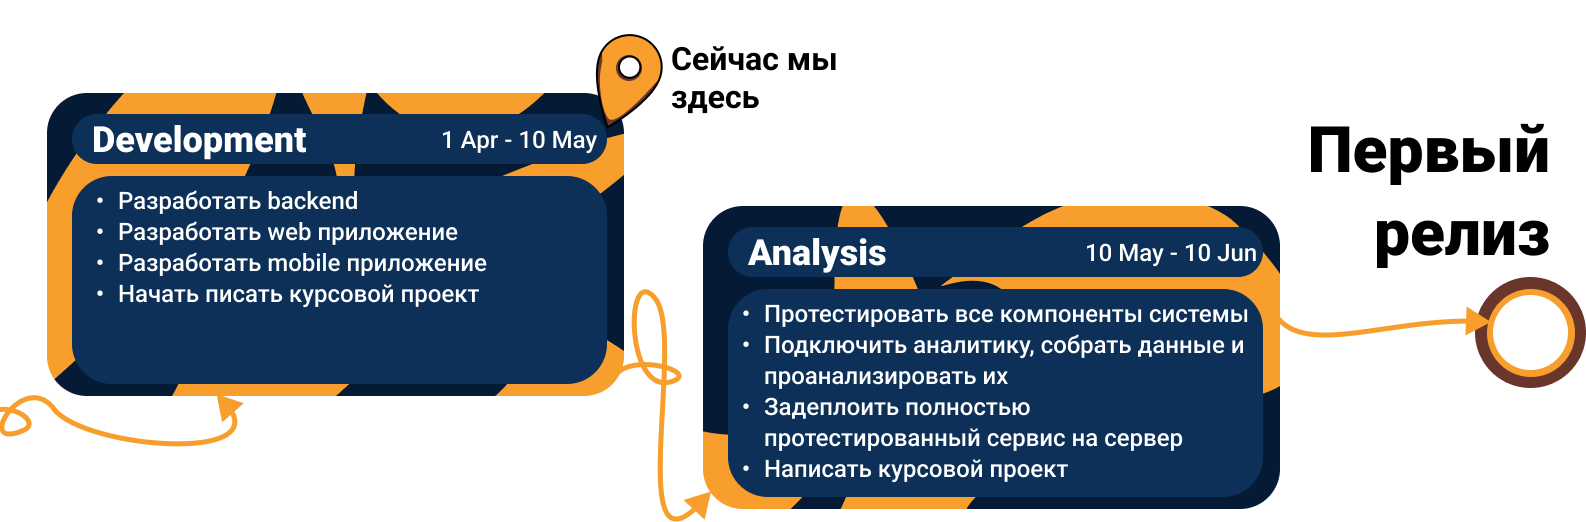 Сейчас мы
здесь
Development
1 Apr - 10 May
• Разработать backend
• Разработать web приложение
• Разработать mobile приложение
• Начать писать курсовой проект
Analysis
10 May - 10 Jun
• Протестировать все компоненты системы
• Подключить аналитику, собрать данные и
проанализировать их
• Задеплоить полностью
протестированный сервис на сервер
• Написать курсовой проект
Первый
релиз